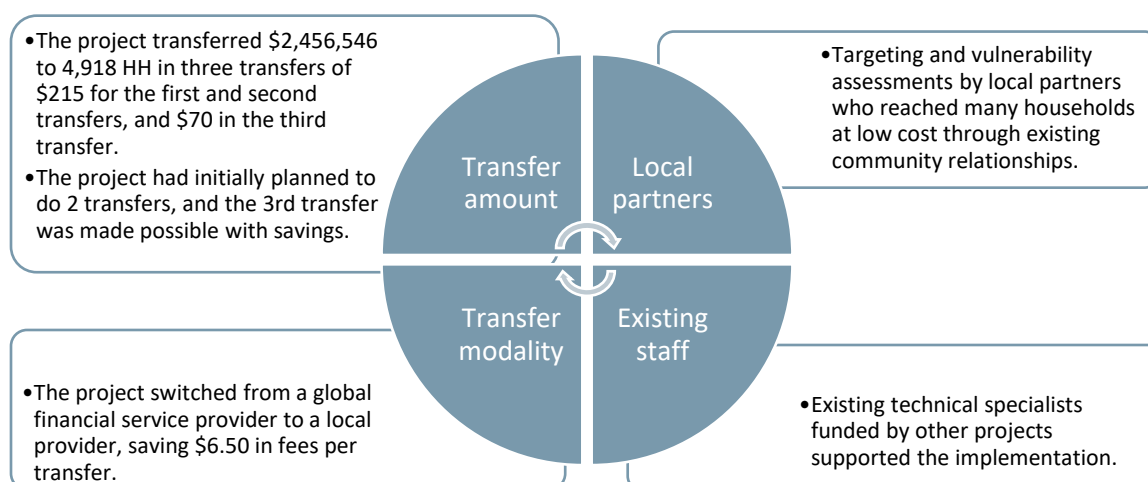 •The project transferred $2,456,546
to 4,918 HH in three transfers of
$215 for the first and second
transfers, and $70 in the third
transfer.
•The project had initially planned to
do 2 transfers, and the 3rd transfer
was made possible with savings.
Transfer
amount
Local
partners
•Targeting and vulnerability
assessments by local partners
who reached many households
at low cost through existing
community relationships.
•The project switched from a global
financial service provider to a local
provider, saving $6.50 in fees per
transfer.
Transfer
modality
Existing
staff
•Existing technical specialists
funded by other projects
supported the implementation.